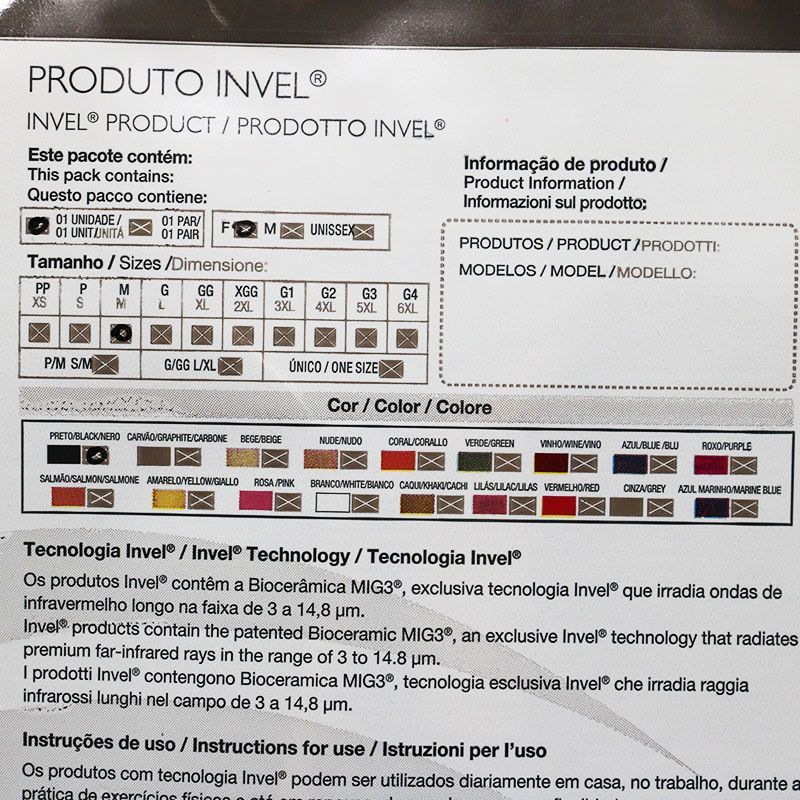 PRODUTO INVEL®
INVEL® PRODUCT / PRODOTTO INVEL®
Este pacote contém:
This pack contains:
Questo pacco contiene:
01 UNIDADE / 01 PAR/
01 UNIT/UNITÁ 01 PAIR
F M UNISSEX
Informação de produto /
Product Information /
Informazioni sul prodotto:
PRODUTOS / PRODUCT / PRODOTTI:
MODELOS / MODEL / MODELLO:
Tamanho / Sizes /Dimensione:
PP P M G GG XGG G1 G2 G3 G4
XS S M L XL 2XL 3XL 4XL 5XL 6XL
P/M S/M G/GG L/XL ÚNICO / ONE SIZE
Cor / Color / Colore
PRETO/BLACK/NERO CARVÃO/GRAPHITE/CARBONE BEGE/BEIGE NUDE/NUDO CORAL/CORALLO VERDE/GREEN VINHO/WINE/VINO AZUL/BLUE /BLU ROXO/PURPLE
SALMÃO/SALMON/SALMONE AMARELO/YELLOW/GIALLO ROSA /PINK BRANCO/WHITE/BIANCO CAQUI/KHAKI/CACHI LILÁS/LILAC/LILAS VERMELHO/RED CINZA/GREY AZUL MARINHO/MARINE BLUE
Tecnologia Invel® / Invel® Technology / Tecnologia Invel®
Os produtos Invel® contêm a Biocerâmica MIG3®, exclusiva tecnologia Invel® que irradia ondas de
infravermelho longo na faixa de 3 a 14,8 µm.
Invel® products contain the patented Bioceramic MIG3®, an exclusive Invel® technology that radiates
premium far-infrared rays in the range of 3 to 14.8 µm.
I prodotti Invel® contengono Bioceramica MIG3®, tecnologia esclusiva Invel® che irradia raggia
infrarossi lunghi nel campo de 3 a 14,8 µm.
Instruções de uso / Instructions for use / Istruzioni per l'uso
Os produtos com tecnologia Invel® podem ser utilizados diariamente em casa, no trabalho, durante a
prática de exercícios físicos